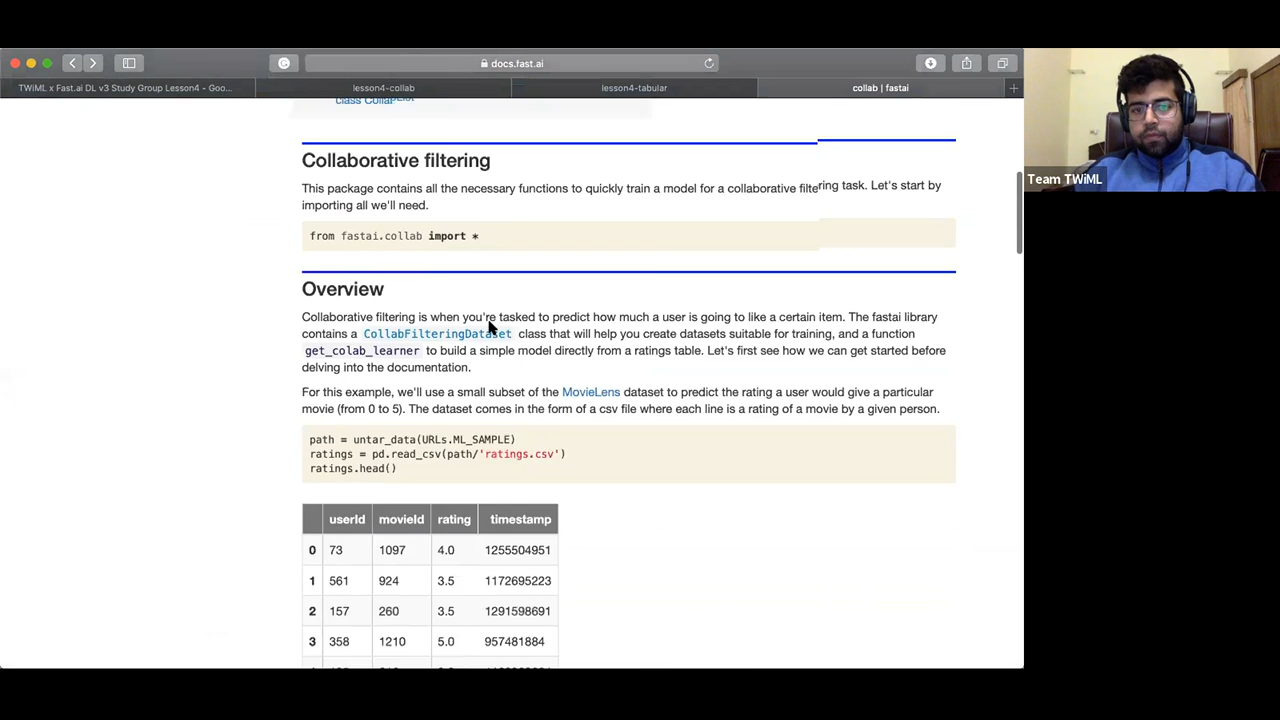 docs.fast.ai
TWiML x Fast.ai DL v3 Study Group Lesson4 - Goo...
lesson4-collab
lesson4-tabular
collab | fastai
class Colla
Collaborative filtering
This package contains all the necessary functions to quickly train a model for a collaborative filtering task. Let's start by
importing all we'll need.
from fastai.collab import *
Overview
Collaborative filtering is when you're tasked to predict how much a user is going to like a certain item. The fastai library
contains a CollabFilteringDataset class that will help you create datasets suitable for training, and a function
get_colab_learner to build a simple model directly from a ratings table. Let's first see how we can get started before
delving into the documentation.
For this example, we'll use a small subset of the MovieLens dataset to predict the rating a user would give a particular
movie (from 0 to 5). The dataset comes in the form of a csv file where each line is a rating of a movie by a given person.
path = untar_data(URLs.ML_SAMPLE)
ratings = pd.read_csv(path/'ratings.csv')
ratings.head()
userId movieId rating timestamp
0 73 1097 4.0 1255504951
1 561 924 3.5 1172695223
2 157 260 3.5 1291598691
3 358 1210 5.0 957481884
Team TWiML